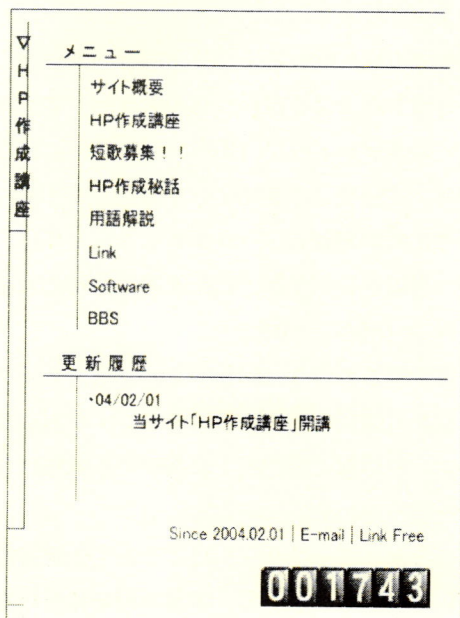 ▽HP作成講座
メニュー
サイト概要
HP作成講座
短歌募集!!
HP作成秘話
用語解説
Link
Software
BBS
更新履歴
・04/02/01
当サイト「HP作成講座」開講
Since 2004.02.01 | E-mail | Link Free
001743